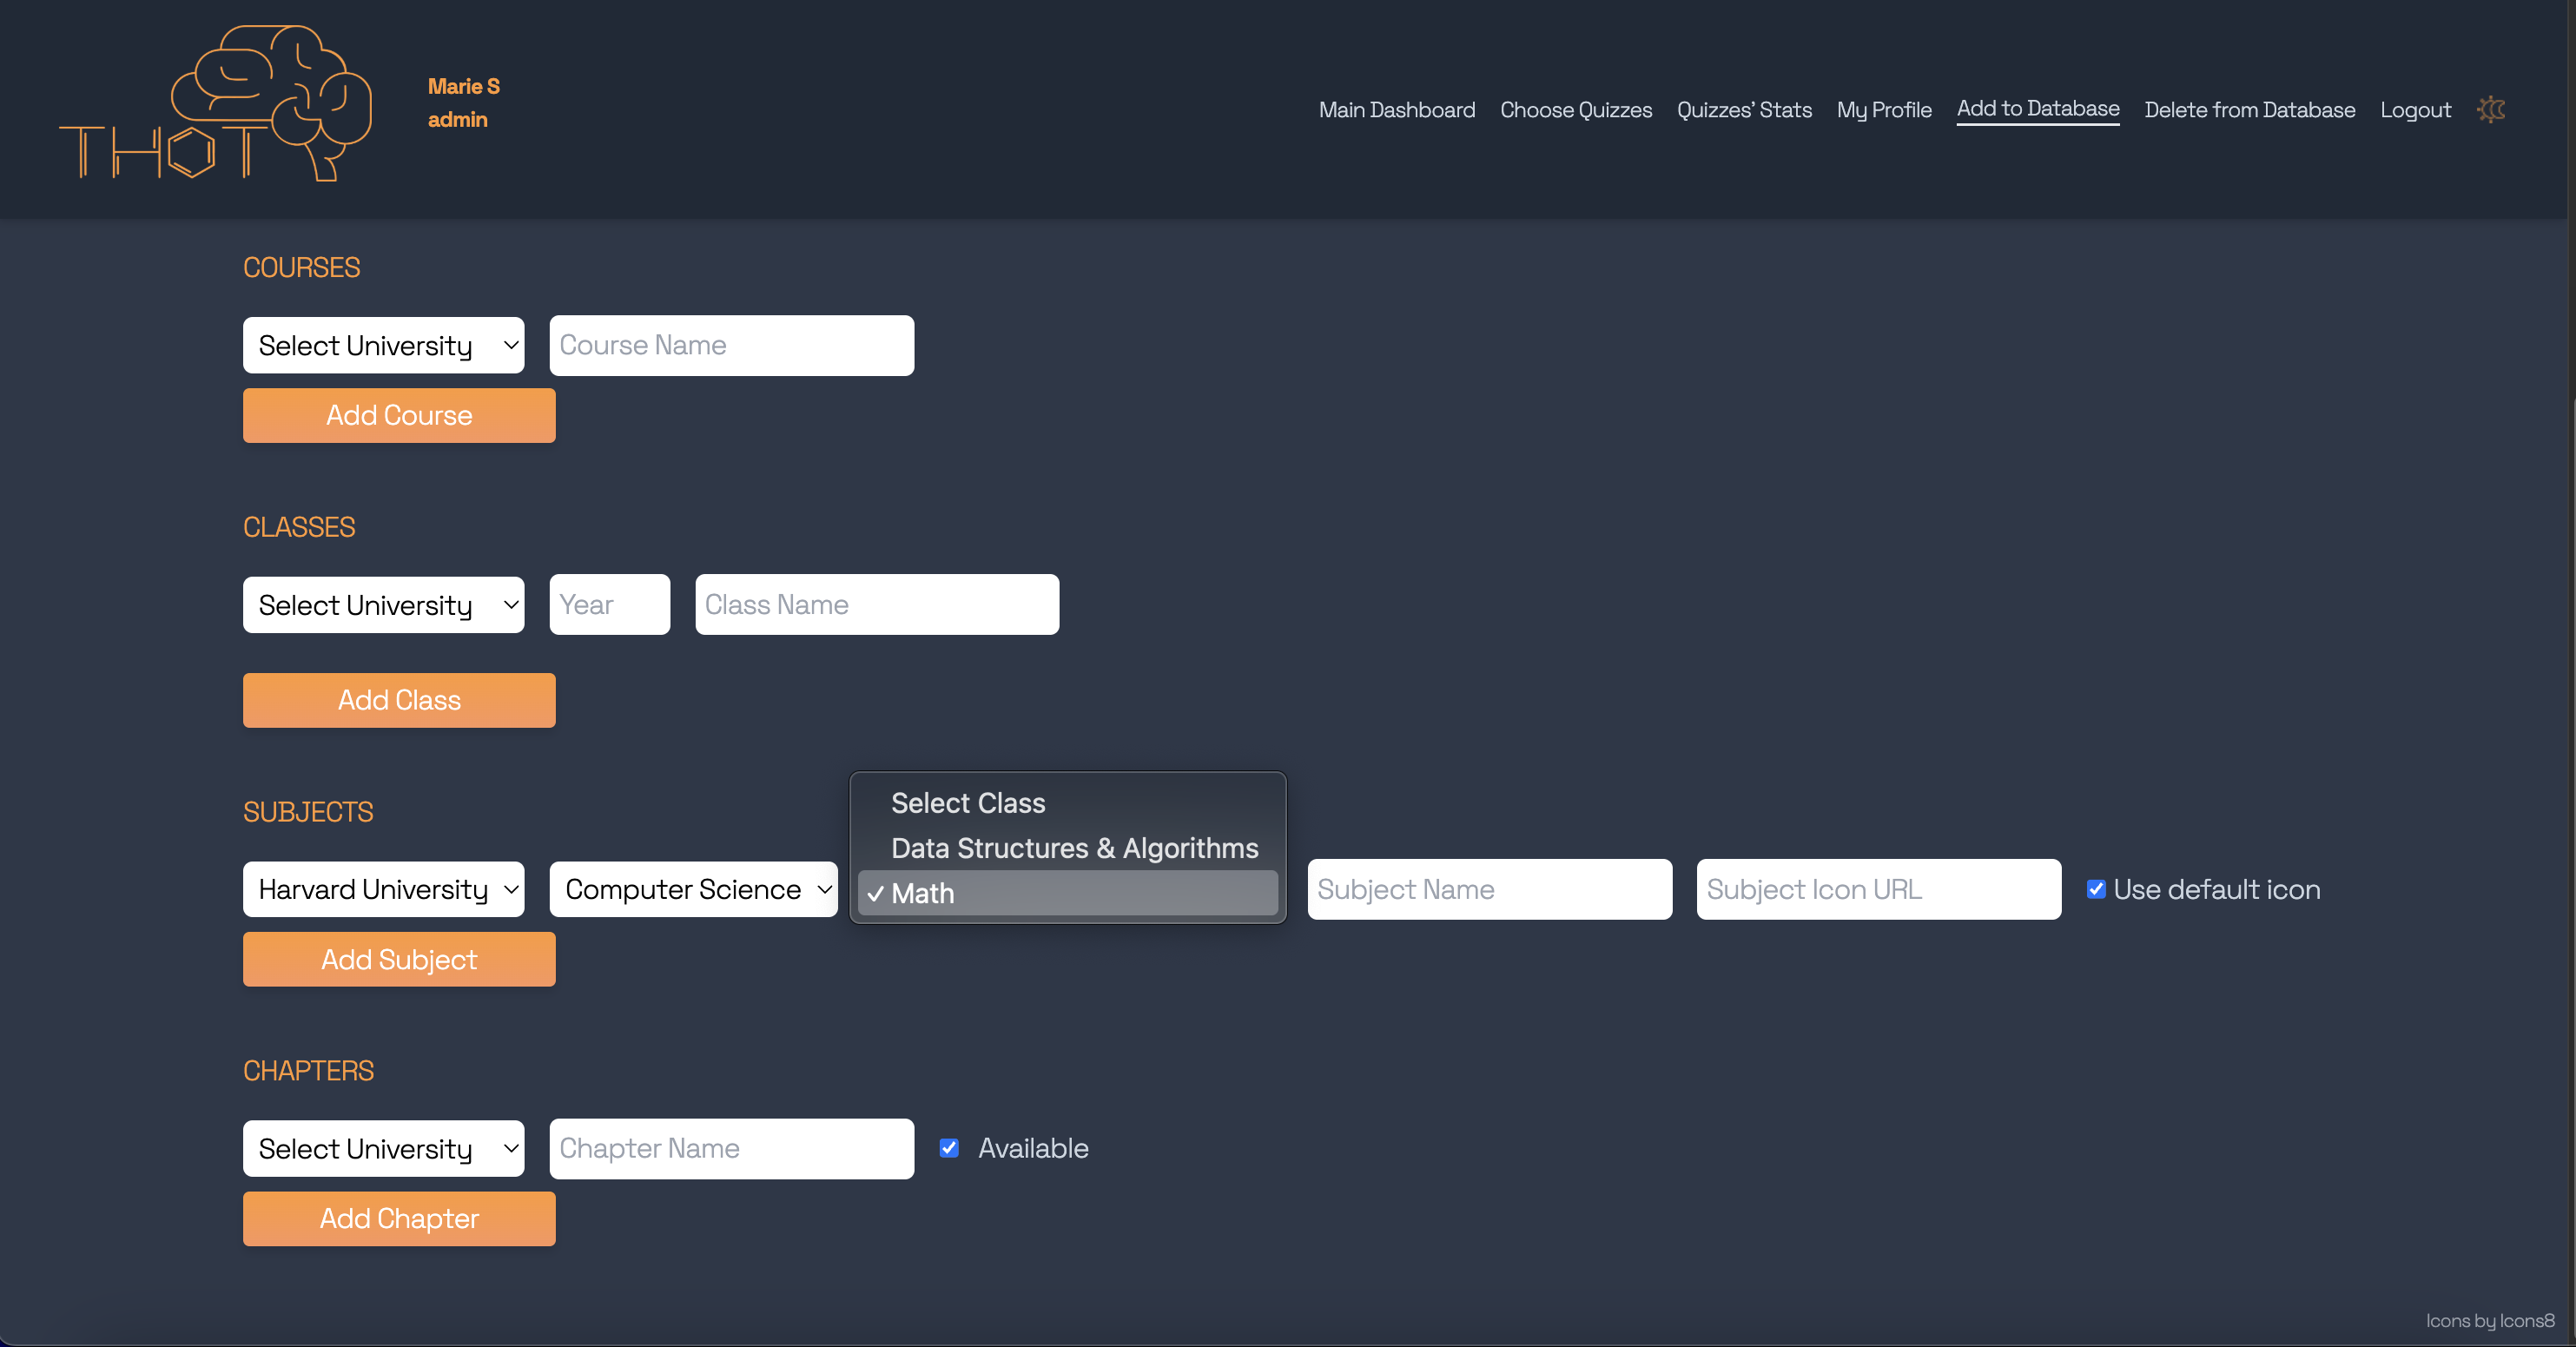 THOT
Marie S
admin
Main Dashboard Choose Quizzes Quizzes' Stats My Profile Add to Database Delete from Database Logout
COURSES
Select University Course Name
Add Course
CLASSES
Select University Year Class Name
Add Class
SUBJECTS
Select Class
Data Structures & Algorithms
Harvard University Computer Science ✓ Math Subject Name Subject Icon URL Use default icon
Add Subject
CHAPTERS
Select University Chapter Name Available
Add Chapter
Icons by Icons8